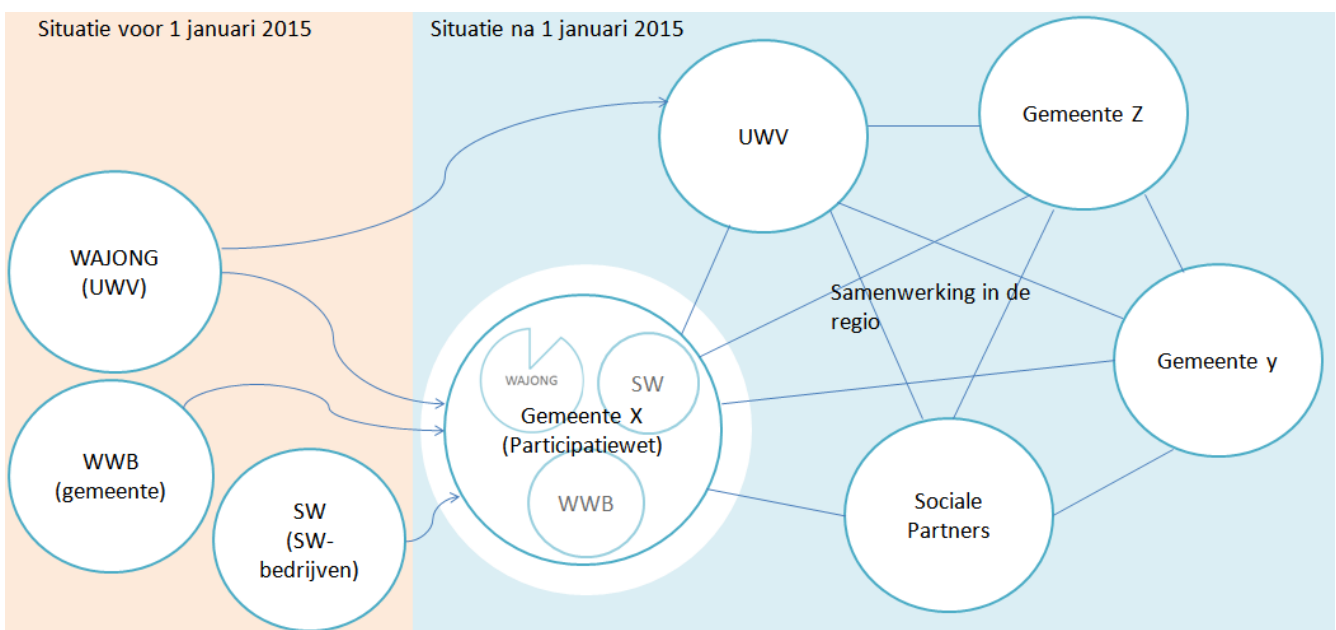 Situatie voor 1 januari 2015
Situatie na 1 januari 2015
UWV
Gemeente Z
WAJONG
(UWV)
Samenwerking in de
regio
Gemeente y
WAJONG
SW
Gemeente X
(Participatiewet)
WWB
WWB
(gemeente)
SW
(SW-
bedrijven)
Sociale
Partners